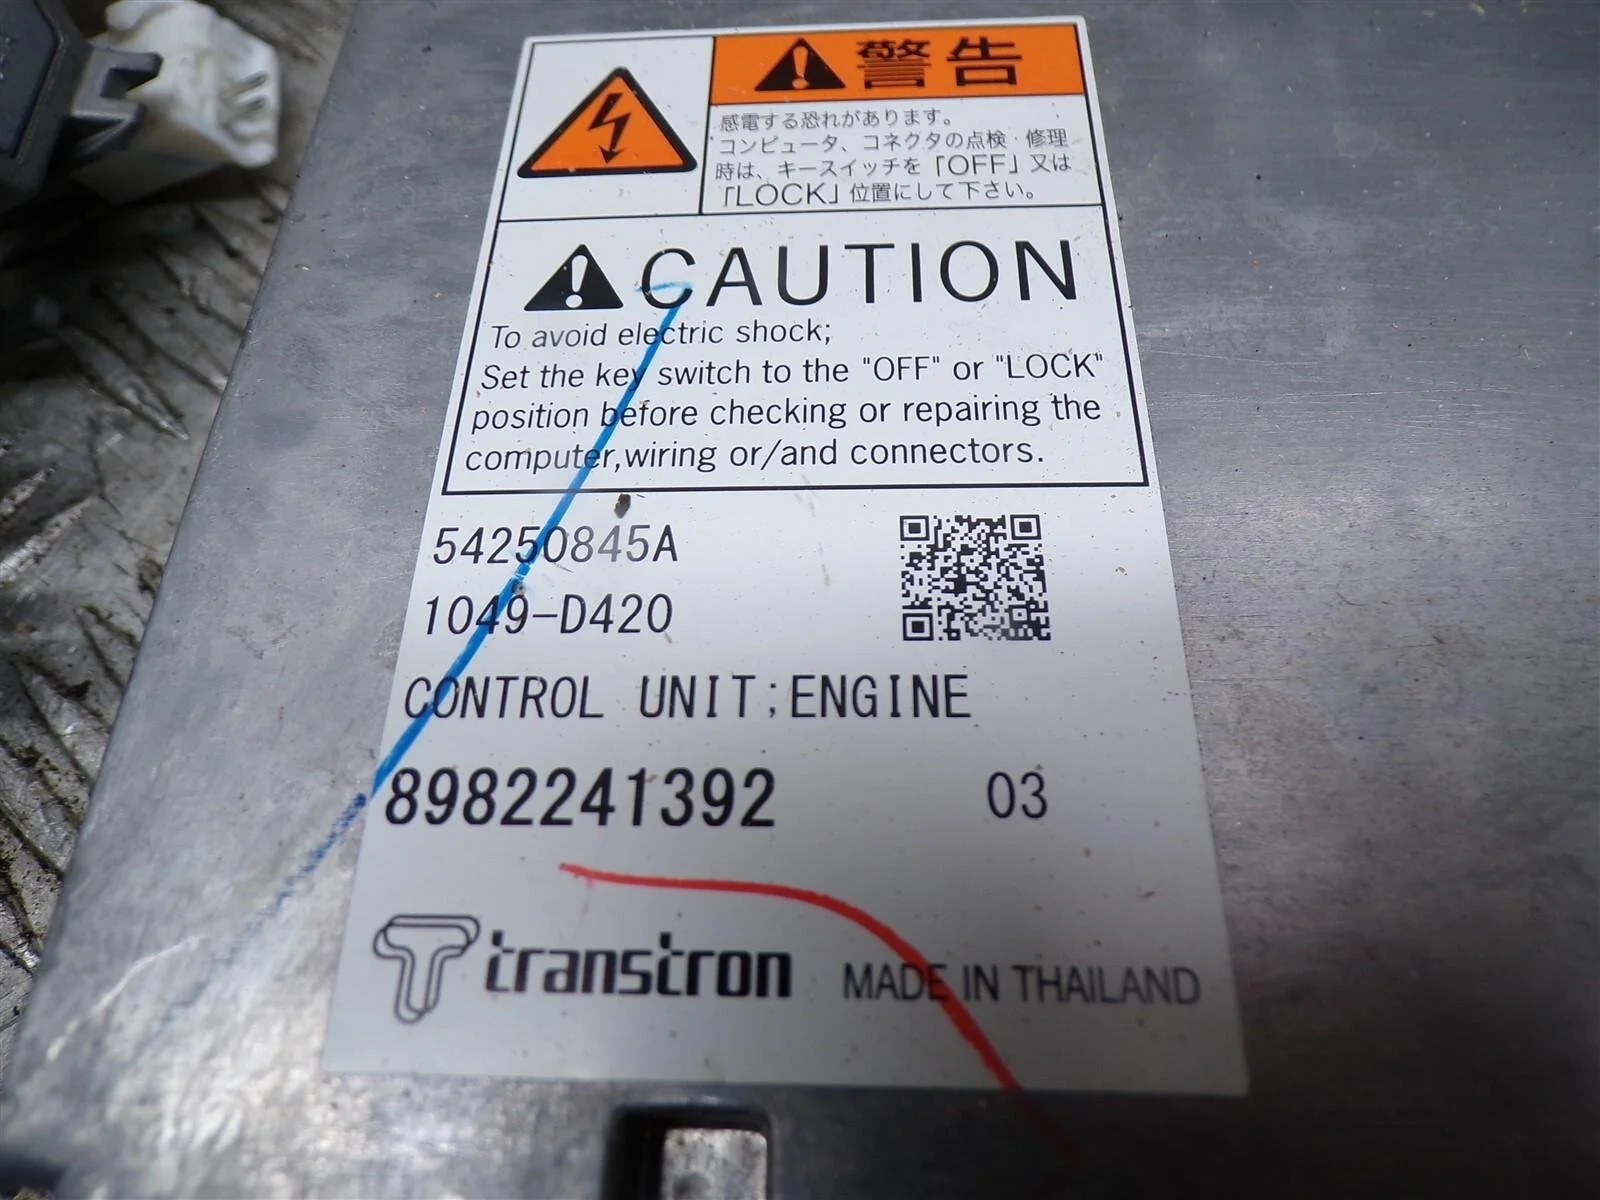 警告
感電する恐れがあります。
コンピュータ、コネクタの点検・修理
時は、キースイッチを「OFF」又は
「LOCK」位置にして下さい。
CAUTION
To avoid electric shock;
Set the key switch to the "OFF" or "LOCK"
position before checking or repairing the
computer,wiring or/and connectors.
54250845A
1049-D420
CONTROL UNIT;ENGINE
8982241392 03
transtron MADE IN THAILAND